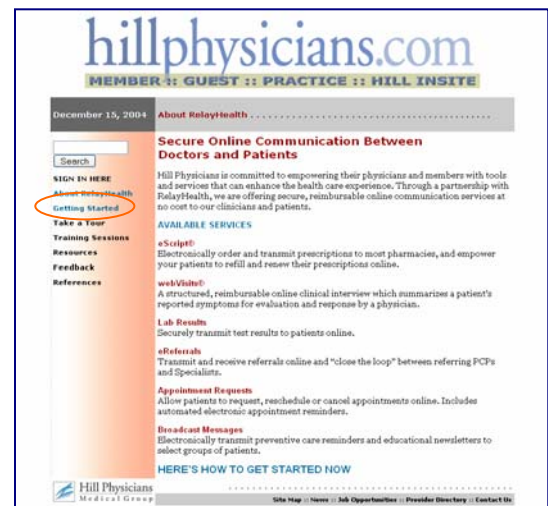 hillphysicians.com
MEMBER :: GUEST :: PRACTICE :: HILL INSITE
December 15, 2004
About RelayHealth . . . . . . . . . . . . . . . . . . . . . . . . . . . . . . . . . . . . . . . . .
Search
SIGN IN HERE
About RelayHealth
Getting Started
Take a Tour
Training Sessions
Resources
Feedback
References
Secure Online Communication Between
Doctors and Patients
Hill Physicians is committed to empowering their physicians and members with tools
and services that can enhance the health care experience. Through a partnership with
RelayHealth, we are offering secure, reimbursable online communication services at
no cost to our clinicians and patients.
AVAILABLE SERVICES
eScript©
Electronically order and transmit prescriptions to most pharmacies, and empower
your patients to refill and renew their prescriptions online.
webVisit©
A structured, reimbursable online clinical interview which summarizes a patient's
reported symptoms for evaluation and response by a physician.
Lab Results
Securely transmit test results to patients online.
eReferrals
Transmit and receive referrals online and "close the loop" between referring PCPs
and Specialists.
Appointment Requests
Allow patients to request, reschedule or cancel appointments online. Includes
automated electronic appointment reminders.
Broadcast Messages
Electronically transmit preventive care reminders and educational newsletters to
select groups of patients.
HERE'S HOW TO GET STARTED NOW
Hill Physicians
Medical Group
Site Map :: News :: Job Opportunities :: Provider Directory :: Contact Us